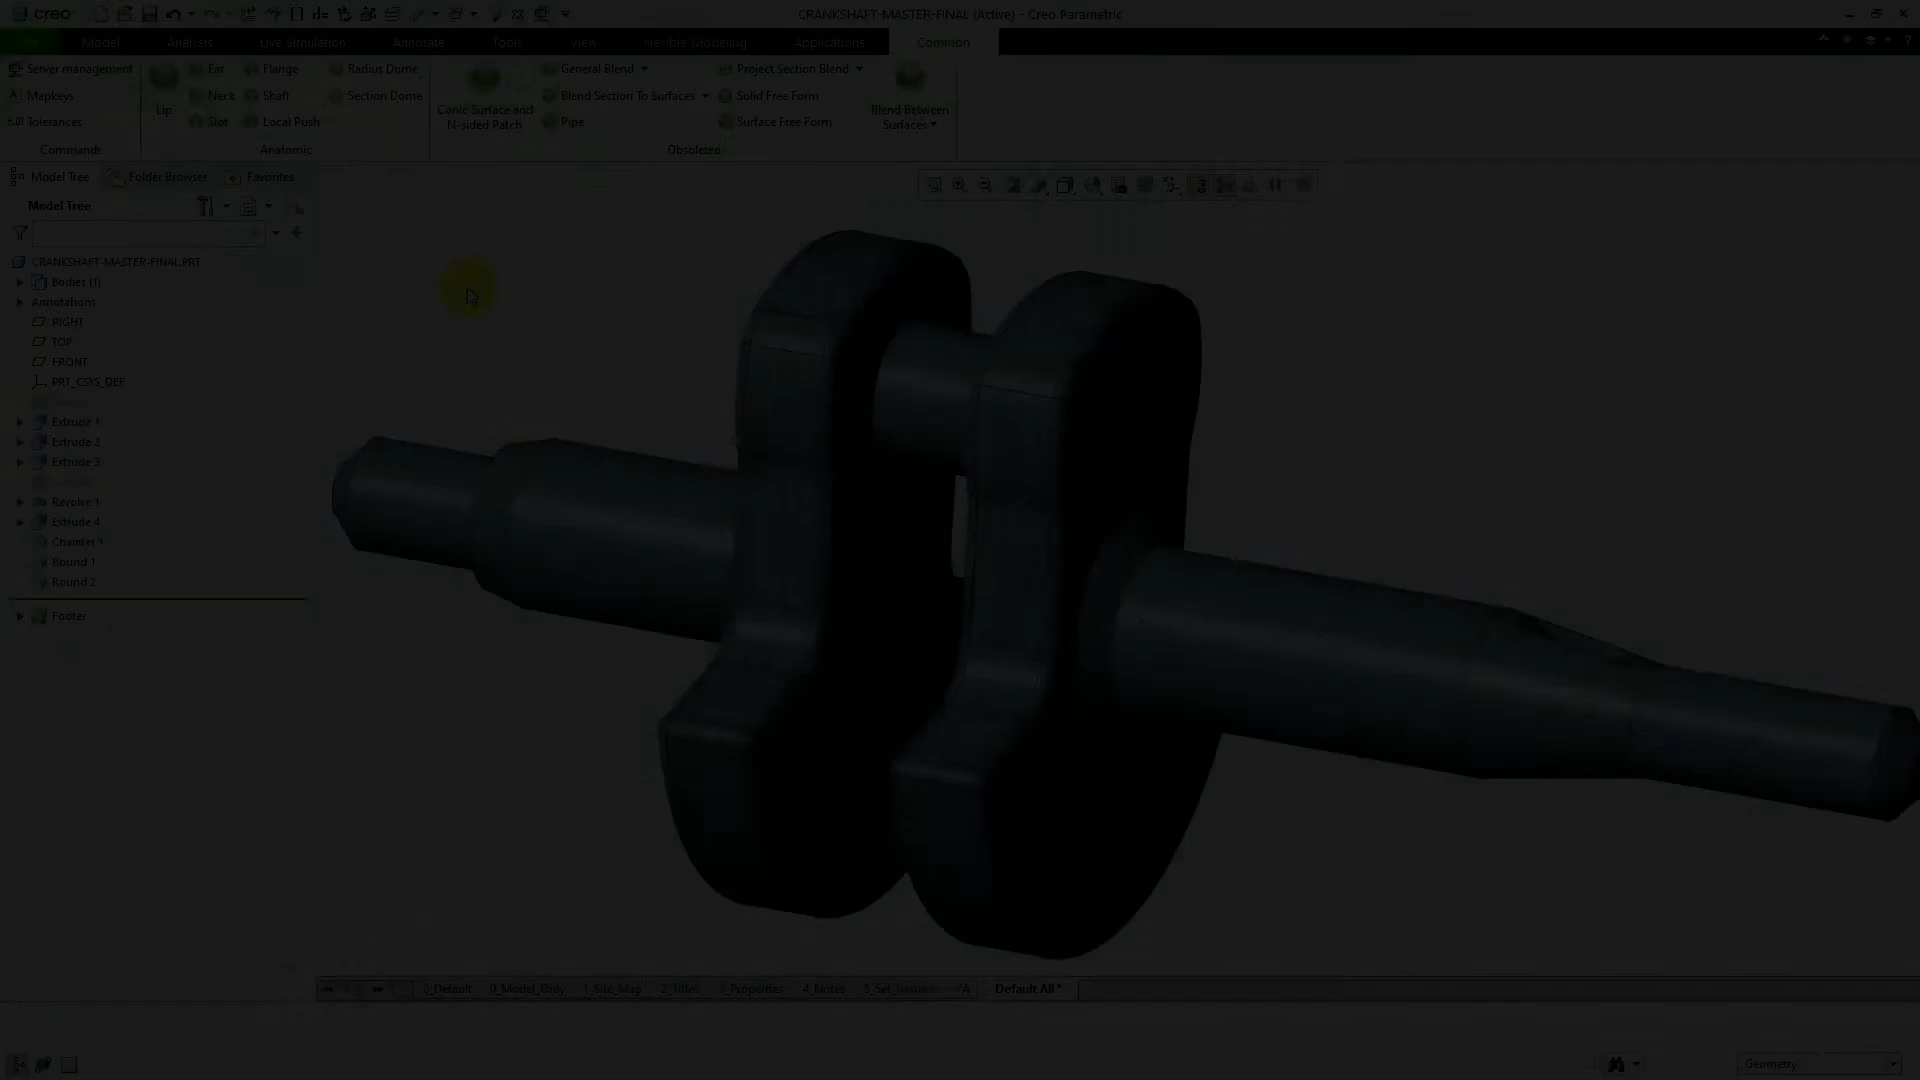 creo
CRANKSHAFT-MASTER-FINAL (Active) - Creo Parametric
Model Analysis Live Simulation Annotate Tools View Flexible Modeling Applications Common
Server management
Mapkeys
Tolerances
Commands
Lip
Ear
Neck
Slot
Flange
Shaft
Local Push
Radius Dome
Section Dome
Anatomic
Conic Surface and
N-sided Patch
General Blend
Blend Section To Surfaces
Pipe
Project Section Blend
Solid Free Form
Surface Free Form
Blend Between
Surfaces
Obsoleted
Model Tree Folder Browser Favorites
Model Tree
CRANKSHAFT-MASTER-FINAL.PRT
Bodies (1)
Annotations
RIGHT
TOP
FRONT
PRT_CSYS_DEF
Extrude 1
Extrude 2
Extrude 3
Revolve 1
Extrude 4
Chamfer 1
Round 1
Round 2
Footer
0_Default 0_Model_Only 1_Site_Map 2_Titles 3_Properties 4_Notes Default All *
Geometry